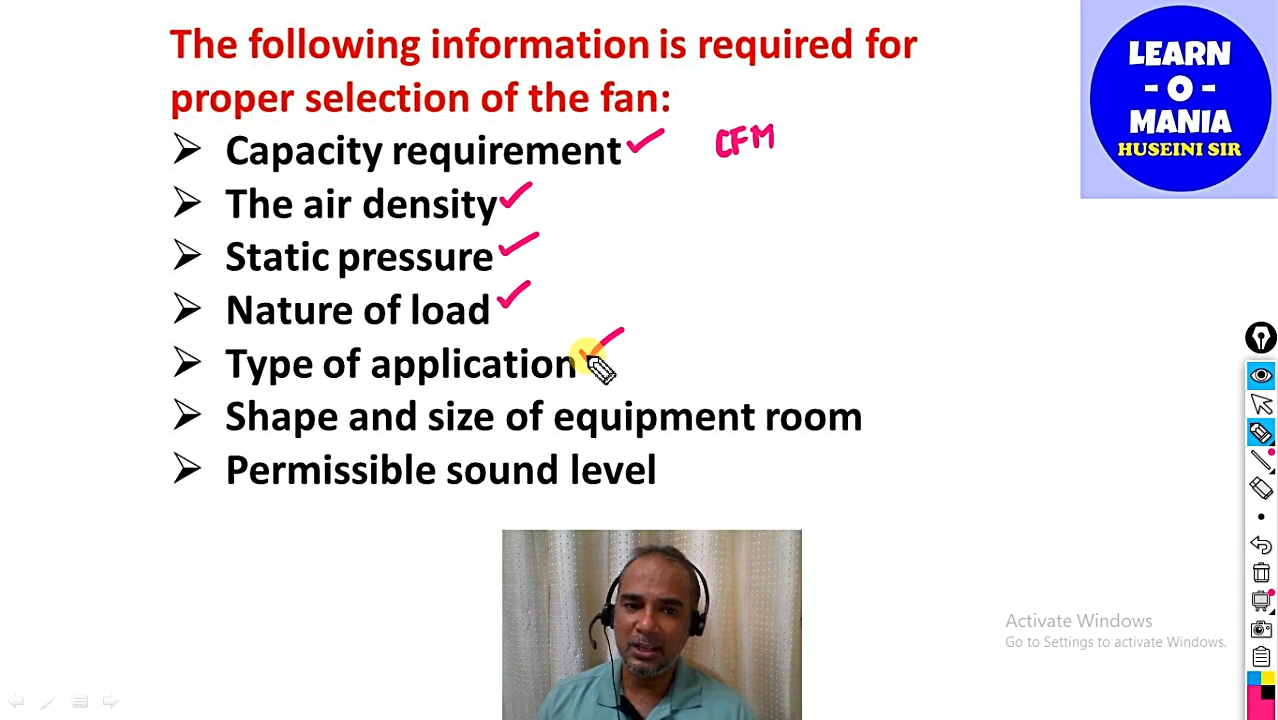 The following information is required for
proper selection of the fan:
Capacity requirement CFM
The air density
Static pressure
Nature of load
Type of application
Shape and size of equipment room
Permissible sound level
LEARN
- O -
MANIA
HUSEINI SIR
Activate Windows
Go to Settings to activate Windows.